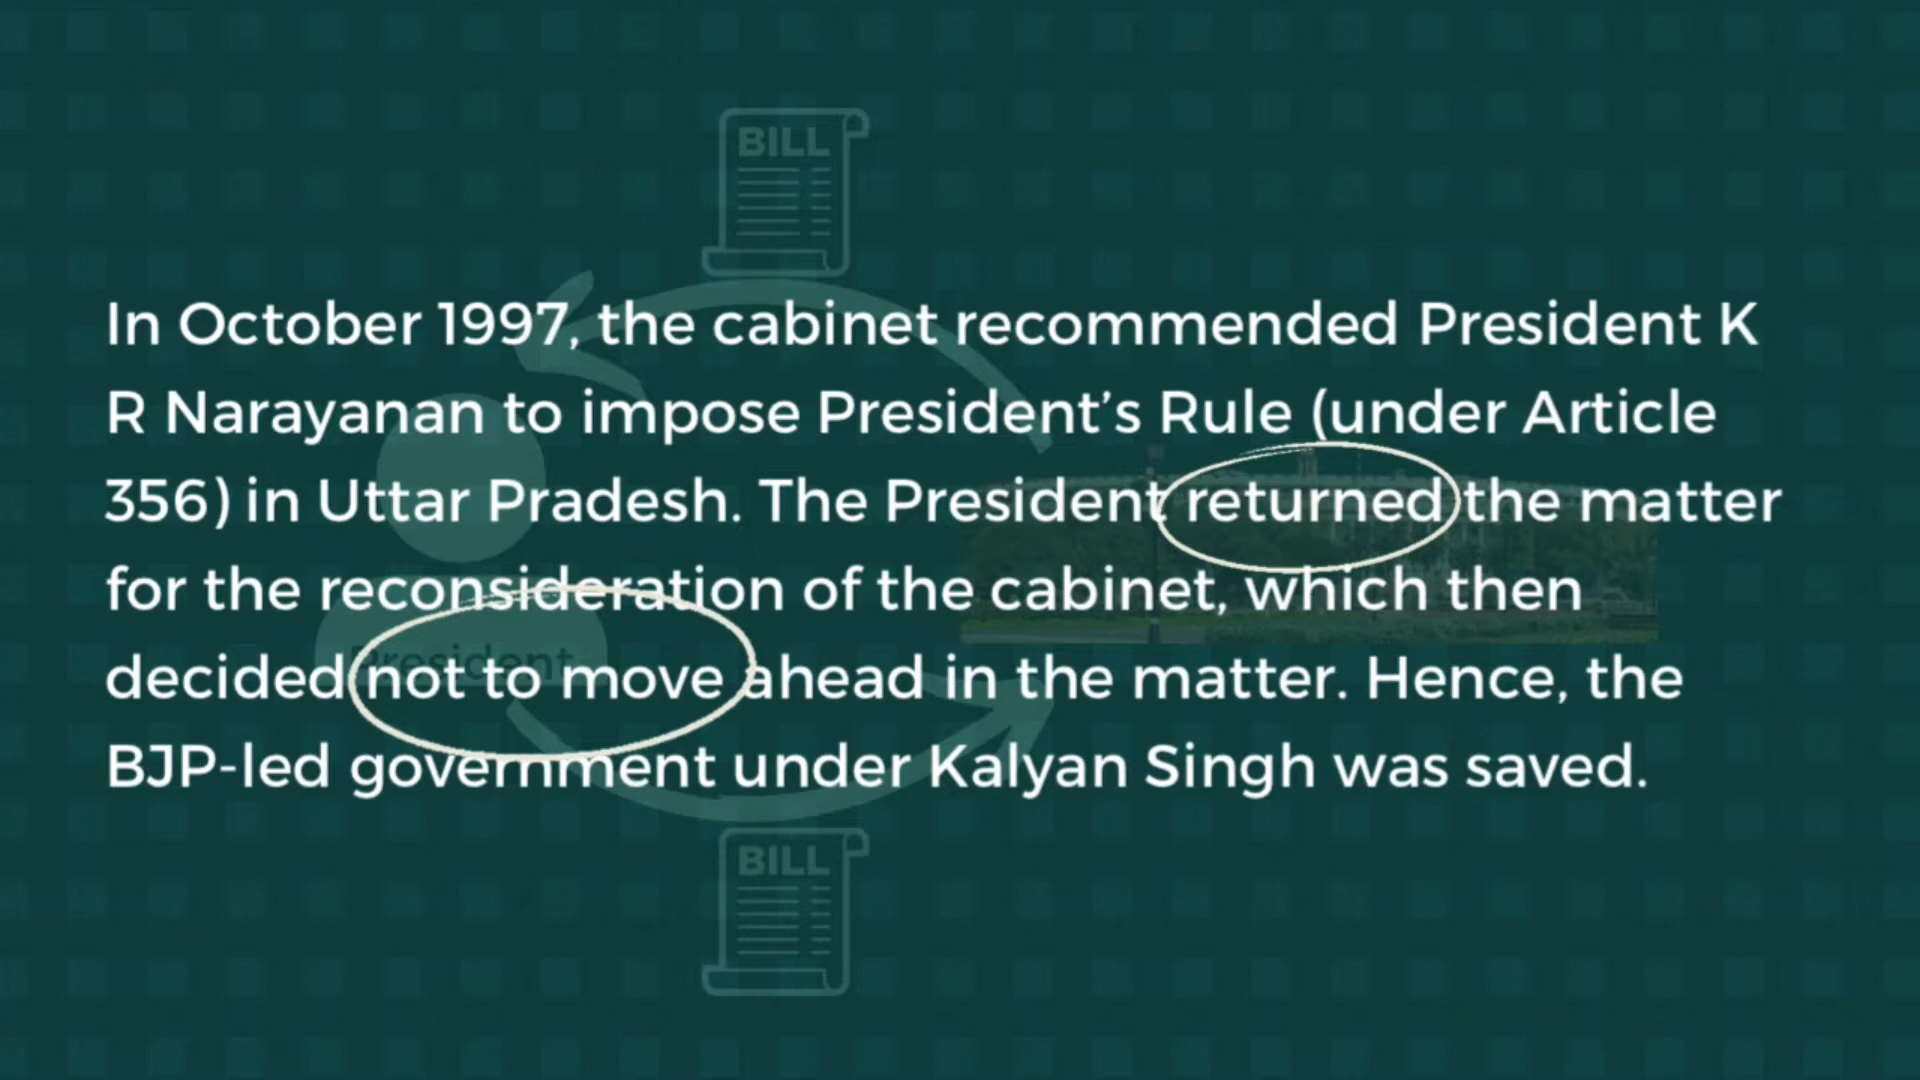 BILL
In October 1997, the cabinet recommended President K
R Narayanan to impose President’s Rule (under Article
356) in Uttar Pradesh. The President returned the matter
for the reconsideration of the cabinet, which then
decided not to move ahead in the matter. Hence, the
President
BJP-led government under Kalyan Singh was saved.
BILL